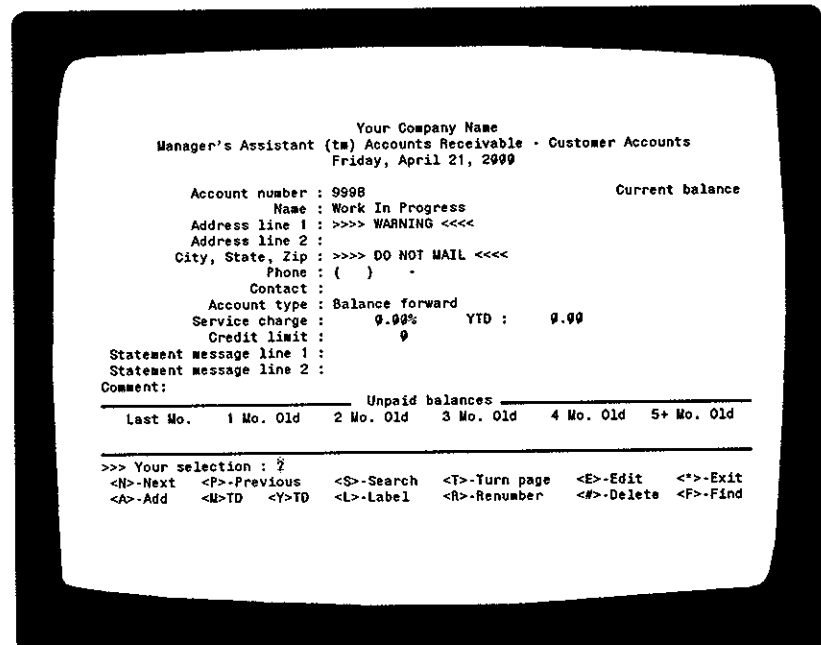 Your Company Name
Manager's Assistant (tm) Accounts Receivable - Customer Accounts
Friday, April 21, 2000
Account number : 9998 Current balance
Name : Work In Progress
Address line 1 : >>>> WARNING <<<<
Address line 2 :
City, State, Zip : >>>> DO NOT MAIL <<<<
Phone : (   )   -
Contact :
Account type : Balance forward
Service charge : 0.00% YTD : 0.00
Credit limit : 0
Statement message line 1 :
Statement message line 2 :
Comment:
Unpaid balances
Last Mo. 1 Mo. Old 2 Mo. Old 3 Mo. Old 4 Mo. Old 5+ Mo. Old
>>> Your selection : ?
<N>-Next <P>-Previous <S>-Search <T>-Turn page <E>-Edit <*>-Exit
<A>-Add <M>TD <Y>TD <L>-Label <R>-Renumber <#>-Delete <F>-Find